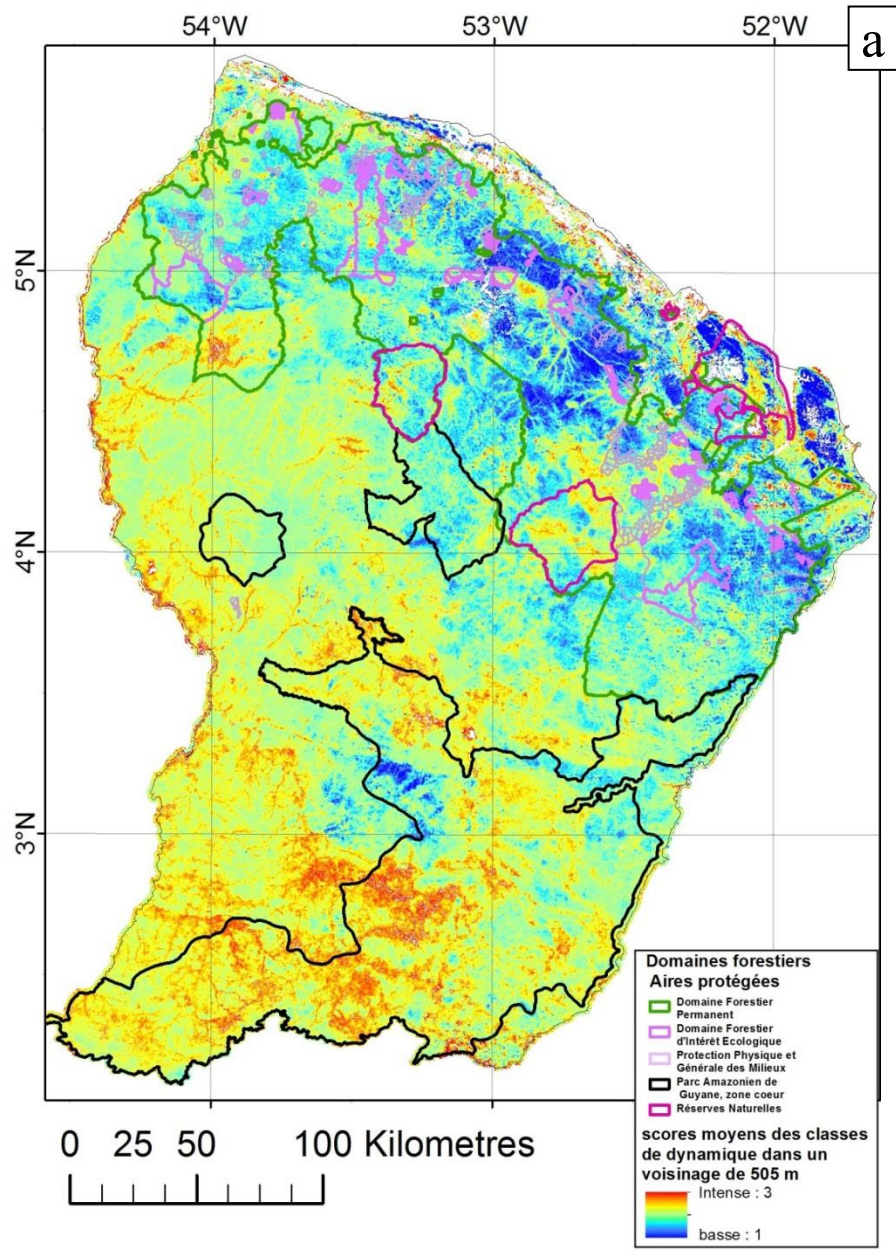 54°W 53°W 52°W
a
5°N
4°N
3°N
Domaines forestiers
Aires protégées
Domaine Forestier
Permanent
Domaine Forestier
d'Intérêt Ecologique
Protection Physique et
Générale des Milieux
Parc Amazonien de
Guyane, zone coeur
Réserves Naturelles
scores moyens des classes
de dynamique dans un
voisinage de 505 m
Intense : 3
basse : 1
0 25 50 100 Kilometres